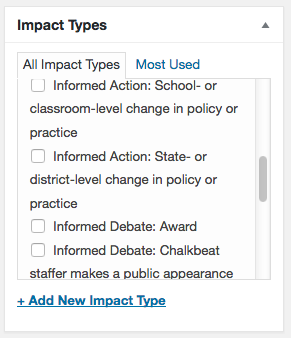 Impact Types
All Impact Types Most Used
Informed Action: School- or
classroom-level change in policy or
practice
Informed Action: State- or
district-level change in policy or
practice
Informed Debate: Award
Informed Debate: Chalkbeat
staffer makes a public appearance
+ Add New Impact Type